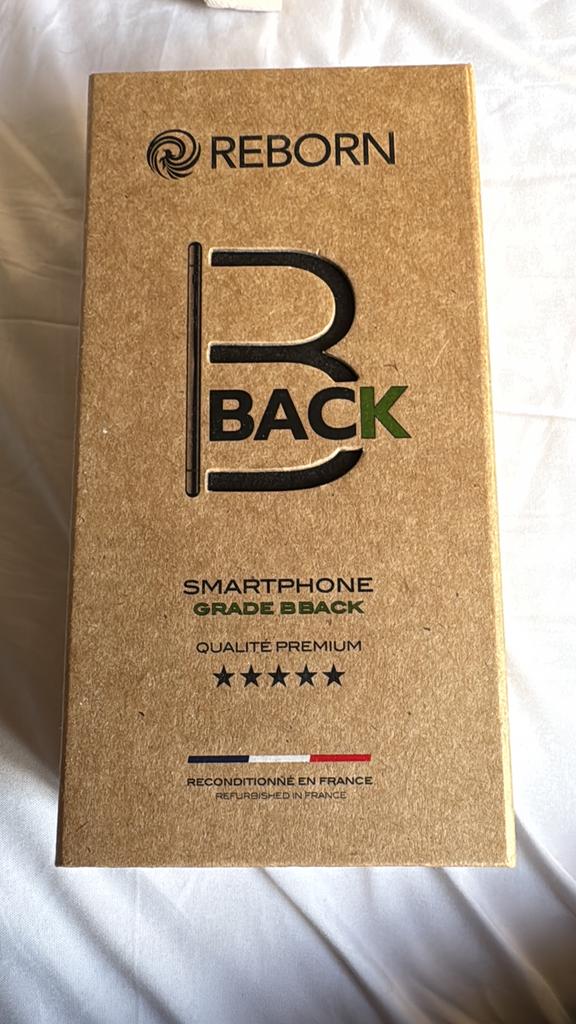 REBORN
B
BACK
SMARTPHONE
GRADE B BACK
QUALITÉ PREMIUM
RECONDITIONNÉ EN FRANCE
REFURBISHED IN FRANCE